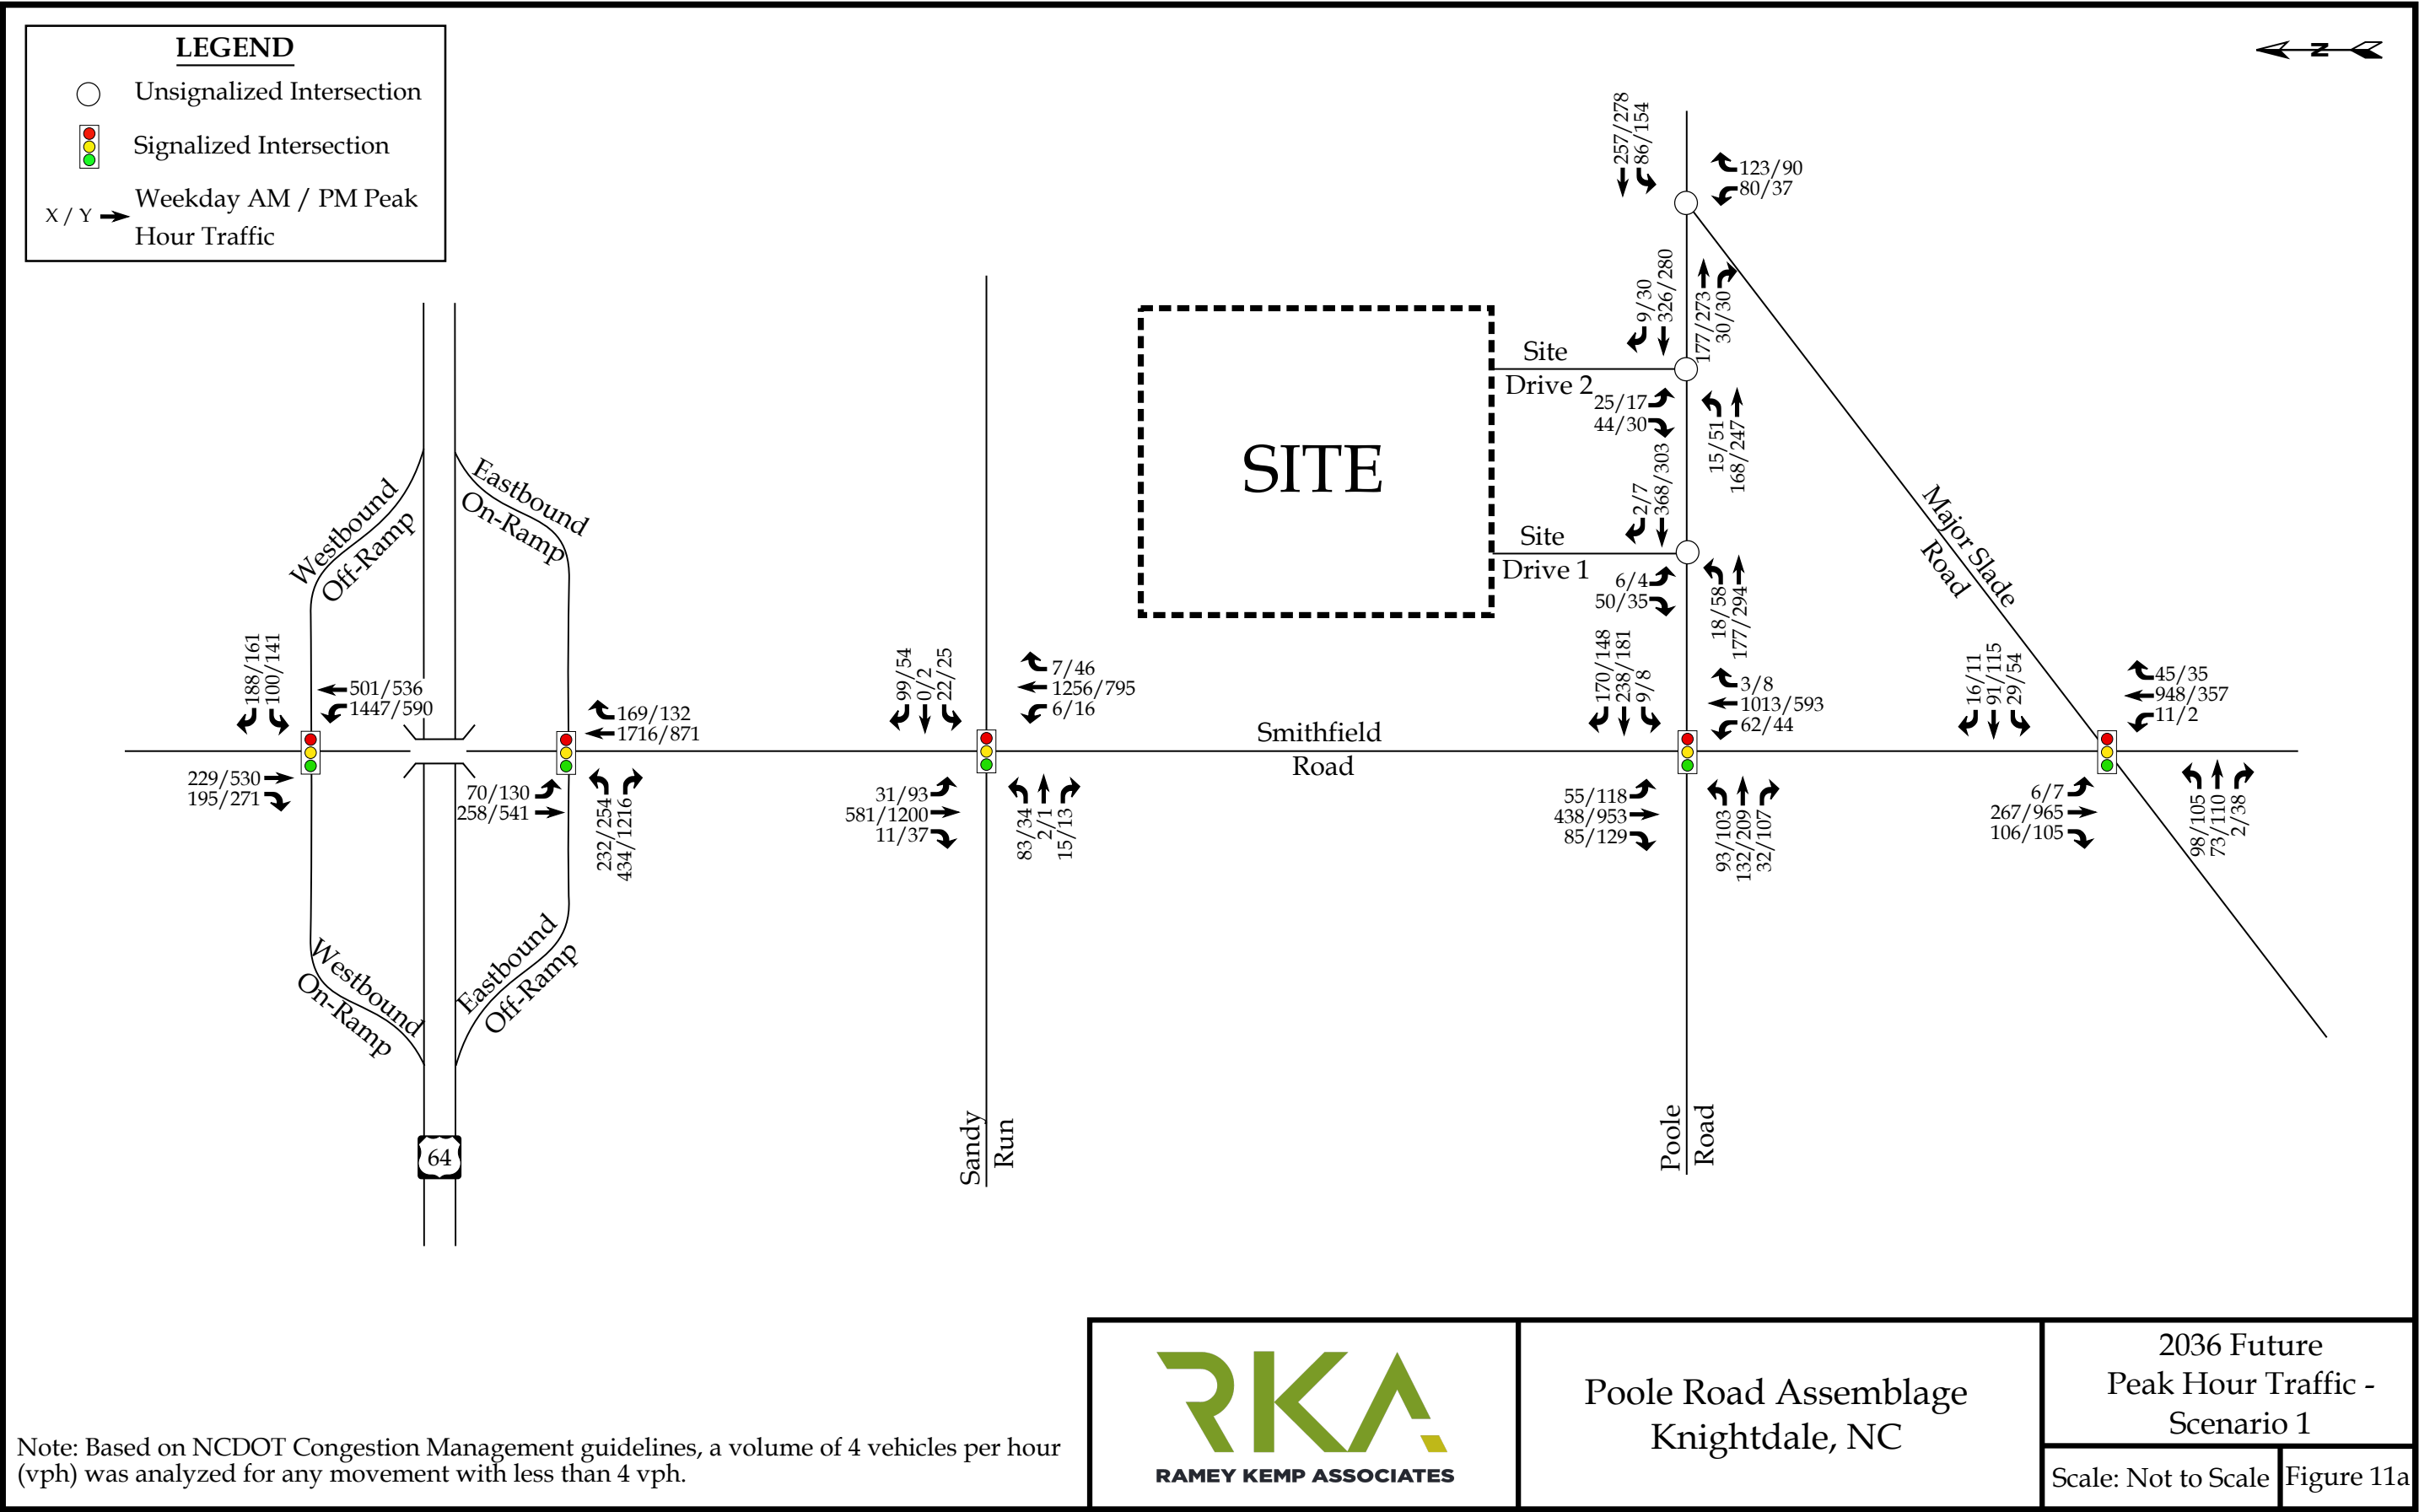 LEGEND
Unsignalized Intersection
Signalized Intersection
X / Y
Weekday AM / PM Peak
Hour Traffic
N
257/278
86/154
123/90
80/37
9/30
326/280
177/273
30/30
Site
Drive 2
25/17
44/30
15/51
168/247
SITE
2/7
368/303
Site
Drive 1
6/4
50/35
18/58
177/294
Major Slade
Road
Westbound
Off-Ramp
Eastbound
On-Ramp
188/161
100/141
501/536
1447/590
229/530
195/271
169/132
1716/871
70/130
258/541
232/254
434/1216
99/54
0/2
22/25
7/46
1256/795
6/16
31/93
581/1200
11/37
83/34
2/1
15/13
Smithfield
Road
170/148
238/181
9/8
3/8
1013/593
62/44
55/118
438/953
85/129
93/103
132/209
32/107
16/11
91/115
29/54
45/35
948/357
11/2
6/7
267/965
106/105
98/105
73/110
2/38
Westbound
On-Ramp
Eastbound
Off-Ramp
64
Sandy
Run
Poole
Road
Note: Based on NCDOT Congestion Management guidelines, a volume of 4 vehicles per hour
(vph) was analyzed for any movement with less than 4 vph.
RKA
RAMEY KEMP ASSOCIATES
Poole Road Assemblage
Knightdale, NC
2036 Future
Peak Hour Traffic -
Scenario 1
Scale: Not to Scale
Figure 11a